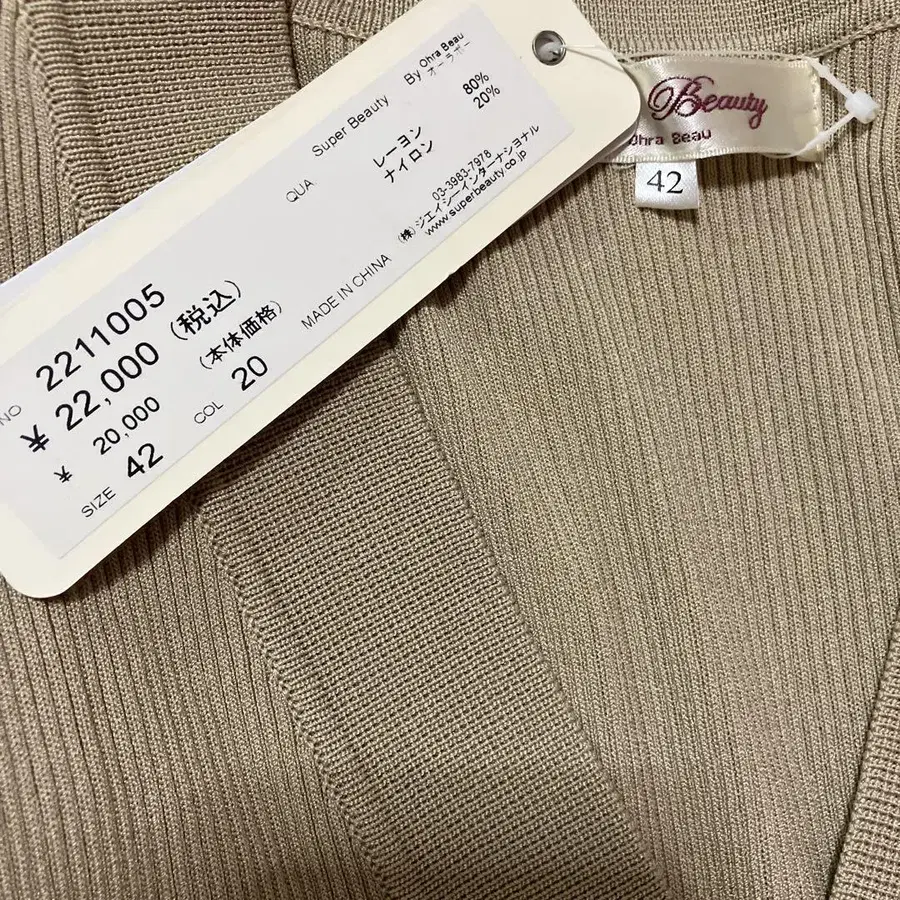 Super Beauty By Ohra Beau
オーラボー
QUA
レーヨン 80%
ナイロン 20%
03-3983-7978
(株)ジェイシーインターナショナル
www.superbeauty.co.jp
MADE IN CHINA
NO 2211005
¥ 22,000 (税込)
¥ 20,000 (本体価格)
SIZE 42 COL 20
Beauty
Ohra Beau
42